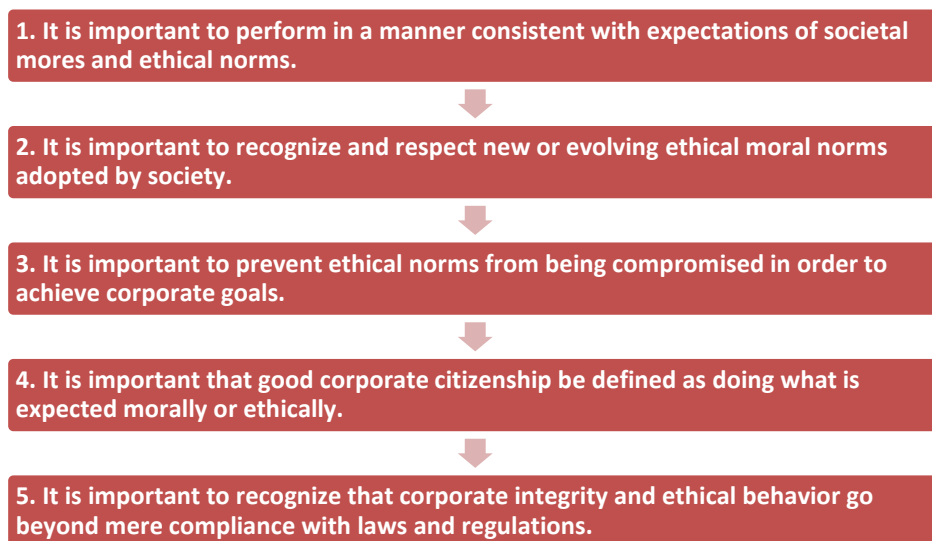 1. It is important to perform in a manner consistent with expectations of societal
mores and ethical norms.
2. It is important to recognize and respect new or evolving ethical moral norms
adopted by society.
3. It is important to prevent ethical norms from being compromised in order to
achieve corporate goals.
4. It is important that good corporate citizenship be defined as doing what is
expected morally or ethically.
5. It is important to recognize that corporate integrity and ethical behavior go
beyond mere compliance with laws and regulations.